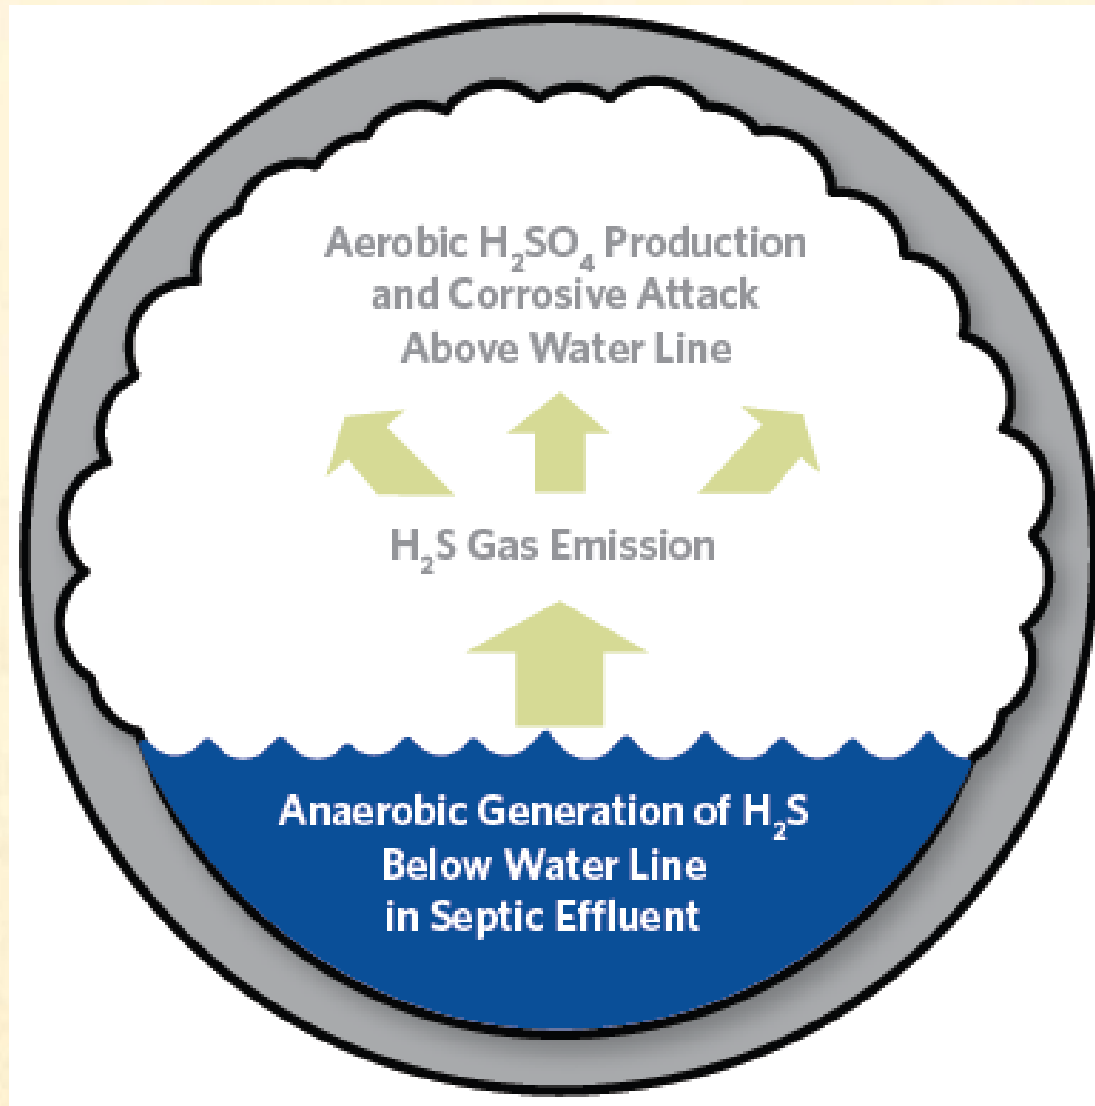 Aerobic H₂SO₄ Production
and Corrosive Attack
Above Water Line
H₂S Gas Emission
Anaerobic Generation of H₂S
Below Water Line
in Septic Effluent